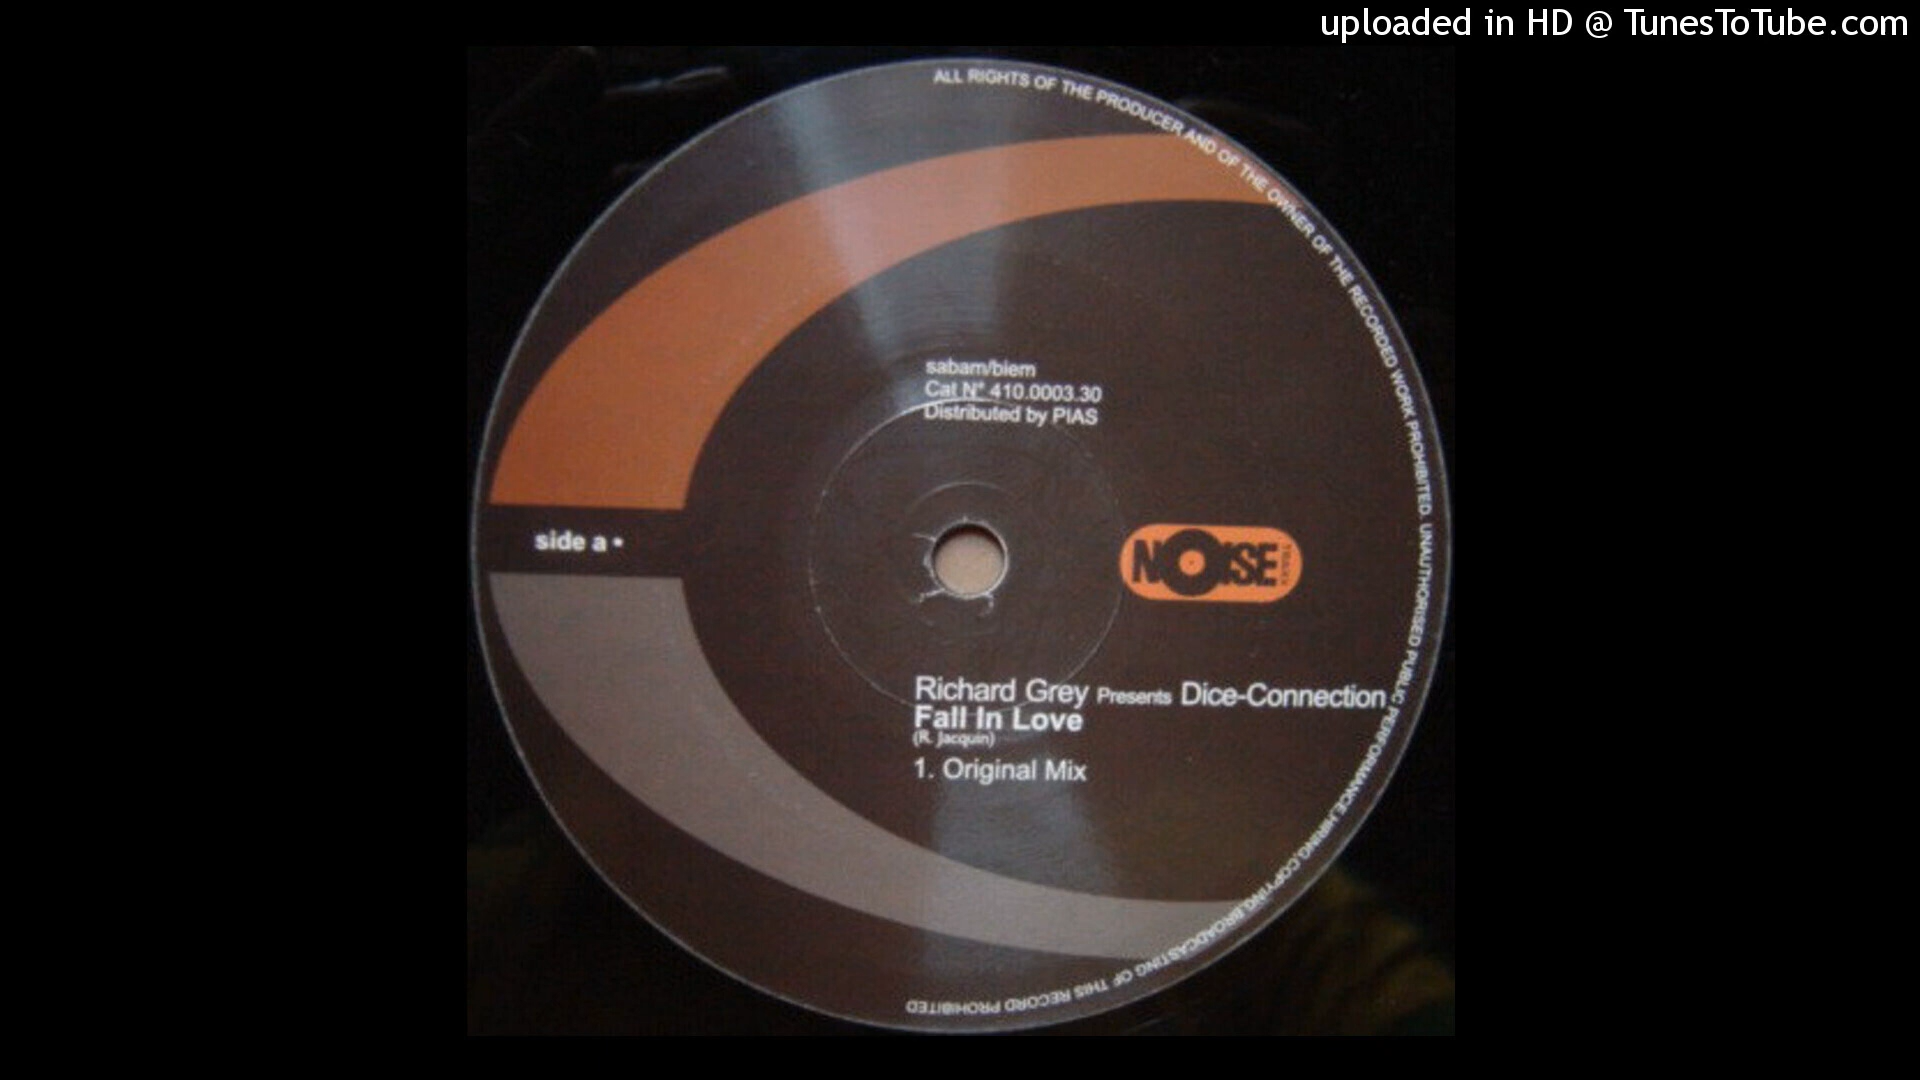 uploaded in HD @ TunesToTube.com
ALL RIGHTS OF THE PRODUCER AND OF THE OWNER OF THE RECORDED WORK PROHIBITED. UNAUTHORISED PUBLIC PERFORMANCE,HIRING,COPYING,BROADCASTING OF THIS RECORD PROHIBITED
sabam/biem
Cat N° 410.0003.30
Distributed by PIAS
side a •
NOISE
TRAXX
Richard Grey Presents Dice-Connection
Fall In Love
(R. Jacquin)
1. Original Mix